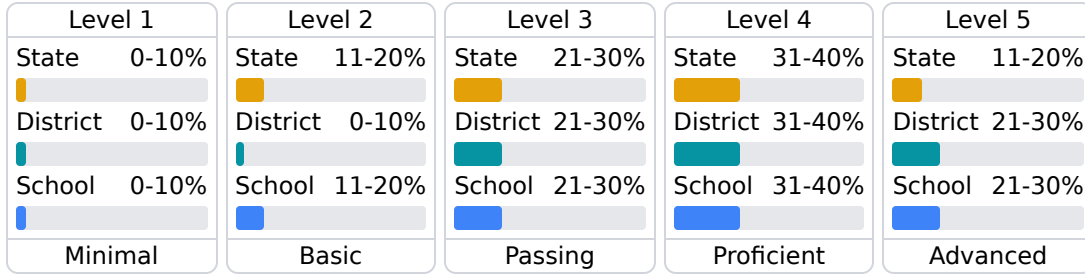 Level 1
State 0-10%
District 0-10%
School 0-10%
Minimal
Level 2
State 11-20%
District 0-10%
School 11-20%
Basic
Level 3
State 21-30%
District 21-30%
School 21-30%
Passing
Level 4
State 31-40%
District 31-40%
School 31-40%
Proficient
Level 5
State 11-20%
District 21-30%
School 21-30%
Advanced